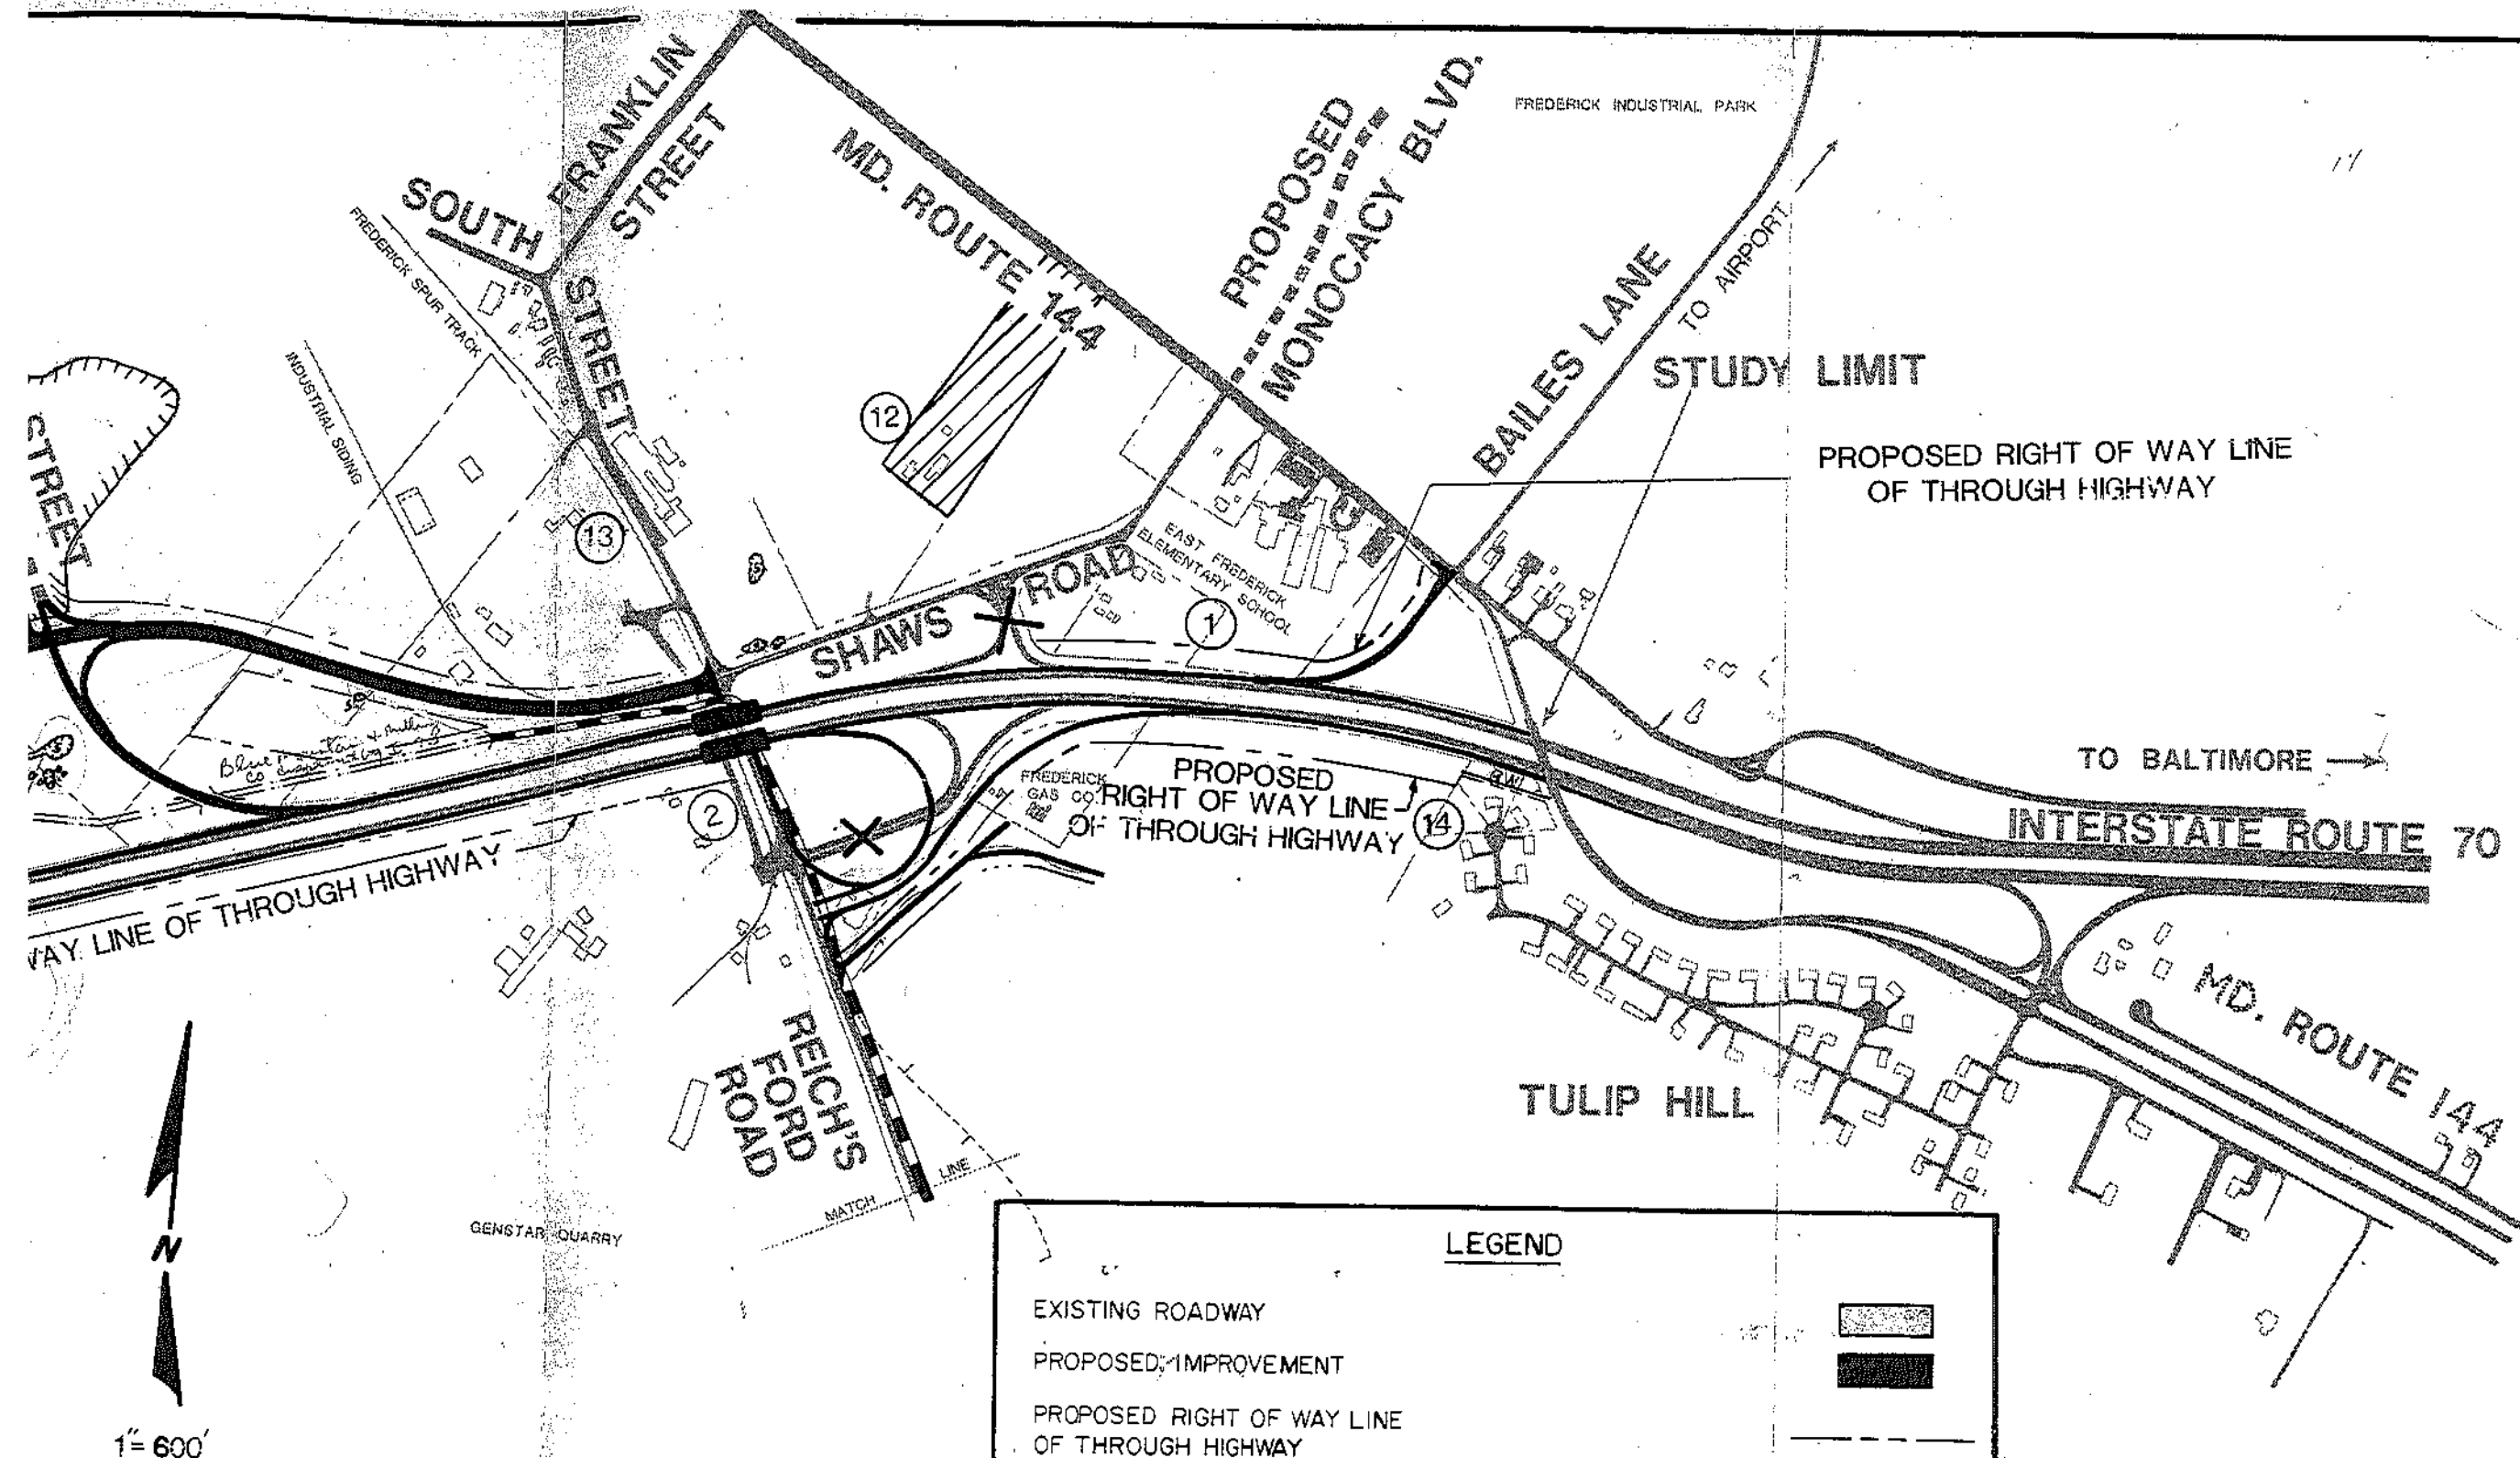 FRANKLIN
STREET
SOUTH
STREET
FREDERICK SPUR TRACK
INDUSTRIAL SIDING
STREET
MD. ROUTE 144
PROPOSED
MONOCACY BLVD.
FREDERICK INDUSTRIAL PARK
BAILES LANE
TO AIRPORT
STUDY LIMIT
PROPOSED RIGHT OF WAY LINE
OF THROUGH HIGHWAY
12
13
EAST FREDERICK
ELEMENTARY SCHOOL
1
SHAWS ROAD
2
FREDERICK
GAS CO.
PROPOSED
RIGHT OF WAY LINE
OF THROUGH HIGHWAY
14
TO BALTIMORE
INTERSTATE ROUTE 70
WAY LINE OF THROUGH HIGHWAY
REICH'S
FORD
ROAD
MATCH LINE
GENSTAR QUARRY
TULIP HILL
MD. ROUTE 144
N
1"= 600'
LEGEND
EXISTING ROADWAY
PROPOSED IMPROVEMENT
PROPOSED RIGHT OF WAY LINE
OF THROUGH HIGHWAY